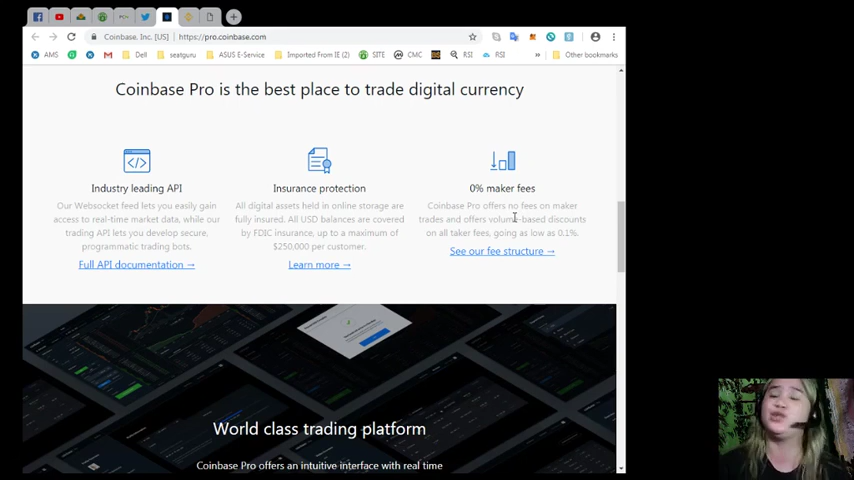 Coinbase, Inc. [US] https://pro.coinbase.com
AMS Dell seatguru ASUS E-Service Imported From IE (2) SITE CMC RSI RSI » Other bookmarks
Coinbase Pro is the best place to trade digital currency
Industry leading API
Our Websocket feed lets you easily gain
access to real-time market data, while our
trading API lets you develop secure,
programmatic trading bots.
Full API documentation →
Insurance protection
All digital assets held in online storage are
fully insured. All USD balances are covered
by FDIC insurance, up to a maximum of
$250,000 per customer.
Learn more →
0% maker fees
Coinbase Pro offers no fees on maker
trades and offers volume-based discounts
on all taker fees, going as low as 0.1%.
See our fee structure →
World class trading platform
Coinbase Pro offers an intuitive interface with real time